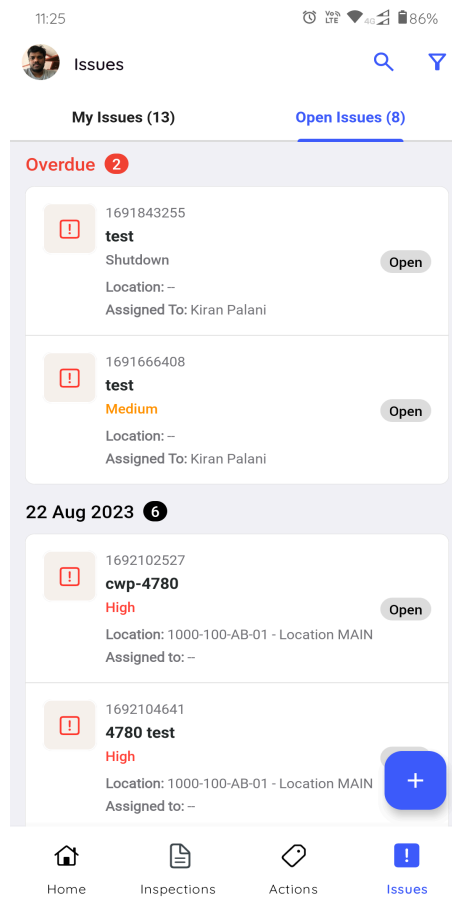 11:25
Vo))
LTE
4G
86%
Issues
My Issues (13)
Open Issues (8)
Overdue 2
1691843255
test
Shutdown
Open
Location: --
Assigned To: Kiran Palani
1691666408
test
Medium
Open
Location: --
Assigned To: Kiran Palani
22 Aug 2023 6
1692102527
cwp-4780
High
Open
Location: 1000-100-AB-01 - Location MAIN
Assigned to: --
1692104641
4780 test
High
Location: 1000-100-AB-01 - Location MAIN
Assigned to: --
+
Home
Inspections
Actions
Issues